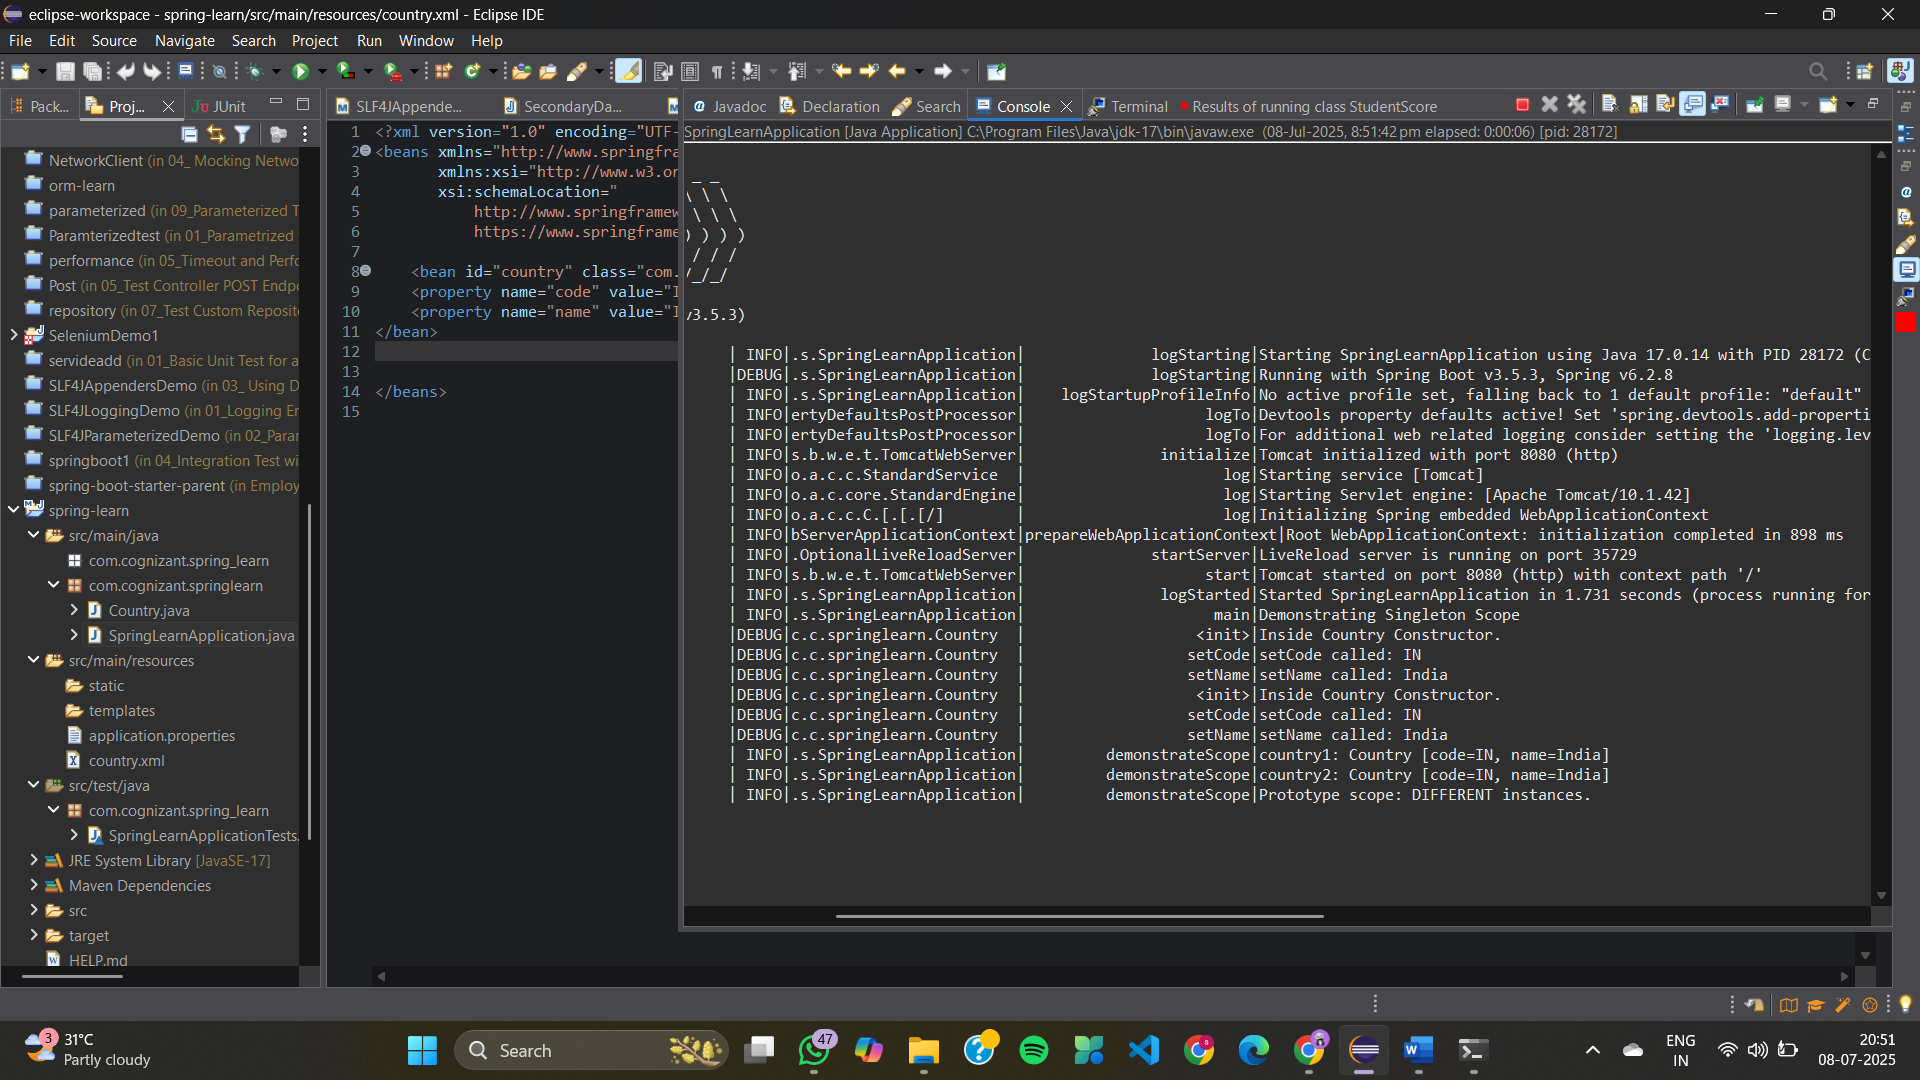 eclipse-workspace - spring-learn/src/main/resources/country.xml - Eclipse IDE
File Edit Source Navigate Search Project Run Window Help
Pack... Proj... JUnit
SLF4JAppende... SecondaryDa...
Javadoc Declaration Search Console Terminal Results of running class StudentScore
SpringLearnApplication [Java Application] C:\Program Files\Java\jdk-17\bin\javaw.exe (08-Jul-2025, 8:51:42 pm elapsed: 0:00:06) [pid: 28172]
NetworkClient (in 04_ Mocking Netwo
orm-learn
parameterized (in 09_Parameterized T
Paramterizedtest (in 01_Parametrized
performance (in 05_Timeout and Perfo
Post (in 05_Test Controller POST Endpo
repository (in 07_Test Custom Reposit
SeleniumDemo1
servideadd (in 01_Basic Unit Test for a
SLF4JAppendersDemo (in 03_ Using D
SLF4JLoggingDemo (in 01_Logging Er
SLF4JParameterizedDemo (in 02_Para
springboot1 (in 04_Integration Test wi
spring-boot-starter-parent (in Employ
spring-learn
src/main/java
com.cognizant.spring_learn
com.cognizant.springlearn
Country.java
SpringLearnApplication.java
src/main/resources
static
templates
application.properties
country.xml
src/test/java
com.cognizant.spring_learn
SpringLearnApplicationTests.
JRE System Library [JavaSE-17]
Maven Dependencies
src
target
HELP.md
1 <?xml version="1.0" encoding="UTF-
2 <beans xmlns="http://www.springfra
3 xmlns:xsi="http://www.w3.or
4 xsi:schemaLocation="
5 http://www.springframew
6 https://www.springframe
7
8 <bean id="country" class="com.
9 <property name="code" value="I
10 <property name="name" value="I
11 </bean>
12
13
14 </beans>
15
_ _
\ \ \
\ \ \
) ) ) )
/ / /
/_/_/
v3.5.3)
| INFO|.s.SpringLearnApplication| logStarting|Starting SpringLearnApplication using Java 17.0.14 with PID 28172 (C
|DEBUG|.s.SpringLearnApplication| logStarting|Running with Spring Boot v3.5.3, Spring v6.2.8
| INFO|.s.SpringLearnApplication| logStartupProfileInfo|No active profile set, falling back to 1 default profile: "default"
| INFO|ertyDefaultsPostProcessor| logTo|Devtools property defaults active! Set 'spring.devtools.add-properti
| INFO|ertyDefaultsPostProcessor| logTo|For additional web related logging consider setting the 'logging.lev
| INFO|s.b.w.e.t.TomcatWebServer| initialize|Tomcat initialized with port 8080 (http)
| INFO|o.a.c.c.StandardService | log|Starting service [Tomcat]
| INFO|o.a.c.core.StandardEngine| log|Starting Servlet engine: [Apache Tomcat/10.1.42]
| INFO|o.a.c.c.C.[.[.[/] | log|Initializing Spring embedded WebApplicationContext
| INFO|bServerApplicationContext|prepareWebApplicationContext|Root WebApplicationContext: initialization completed in 898 ms
| INFO|.OptionalLiveReloadServer| startServer|LiveReload server is running on port 35729
| INFO|s.b.w.e.t.TomcatWebServer| start|Tomcat started on port 8080 (http) with context path '/'
| INFO|.s.SpringLearnApplication| logStarted|Started SpringLearnApplication in 1.731 seconds (process running for
| INFO|.s.SpringLearnApplication| main|Demonstrating Singleton Scope
|DEBUG|c.c.springlearn.Country | <init>|Inside Country Constructor.
|DEBUG|c.c.springlearn.Country | setCode|setCode called: IN
|DEBUG|c.c.springlearn.Country | setName|setName called: India
|DEBUG|c.c.springlearn.Country | <init>|Inside Country Constructor.
|DEBUG|c.c.springlearn.Country | setCode|setCode called: IN
|DEBUG|c.c.springlearn.Country | setName|setName called: India
| INFO|.s.SpringLearnApplication| demonstrateScope|country1: Country [code=IN, name=India]
| INFO|.s.SpringLearnApplication| demonstrateScope|country2: Country [code=IN, name=India]
| INFO|.s.SpringLearnApplication| demonstrateScope|Prototype scope: DIFFERENT instances.
3
31°C
Partly cloudy
Search
47
ENG
IN
20:51
08-07-2025